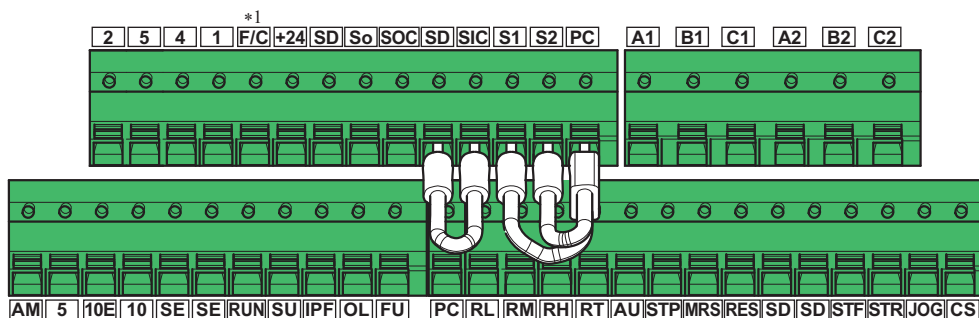 *1
2 5 4 1 F/C +24 SD So SOC SD SIC S1 S2 PC A1 B1 C1 A2 B2 C2
AM 5 10E 10 SE SE RUN SU IPF OL FU PC RL RM RH RT AU STP MRS RES SD SD STF STR JOG CS